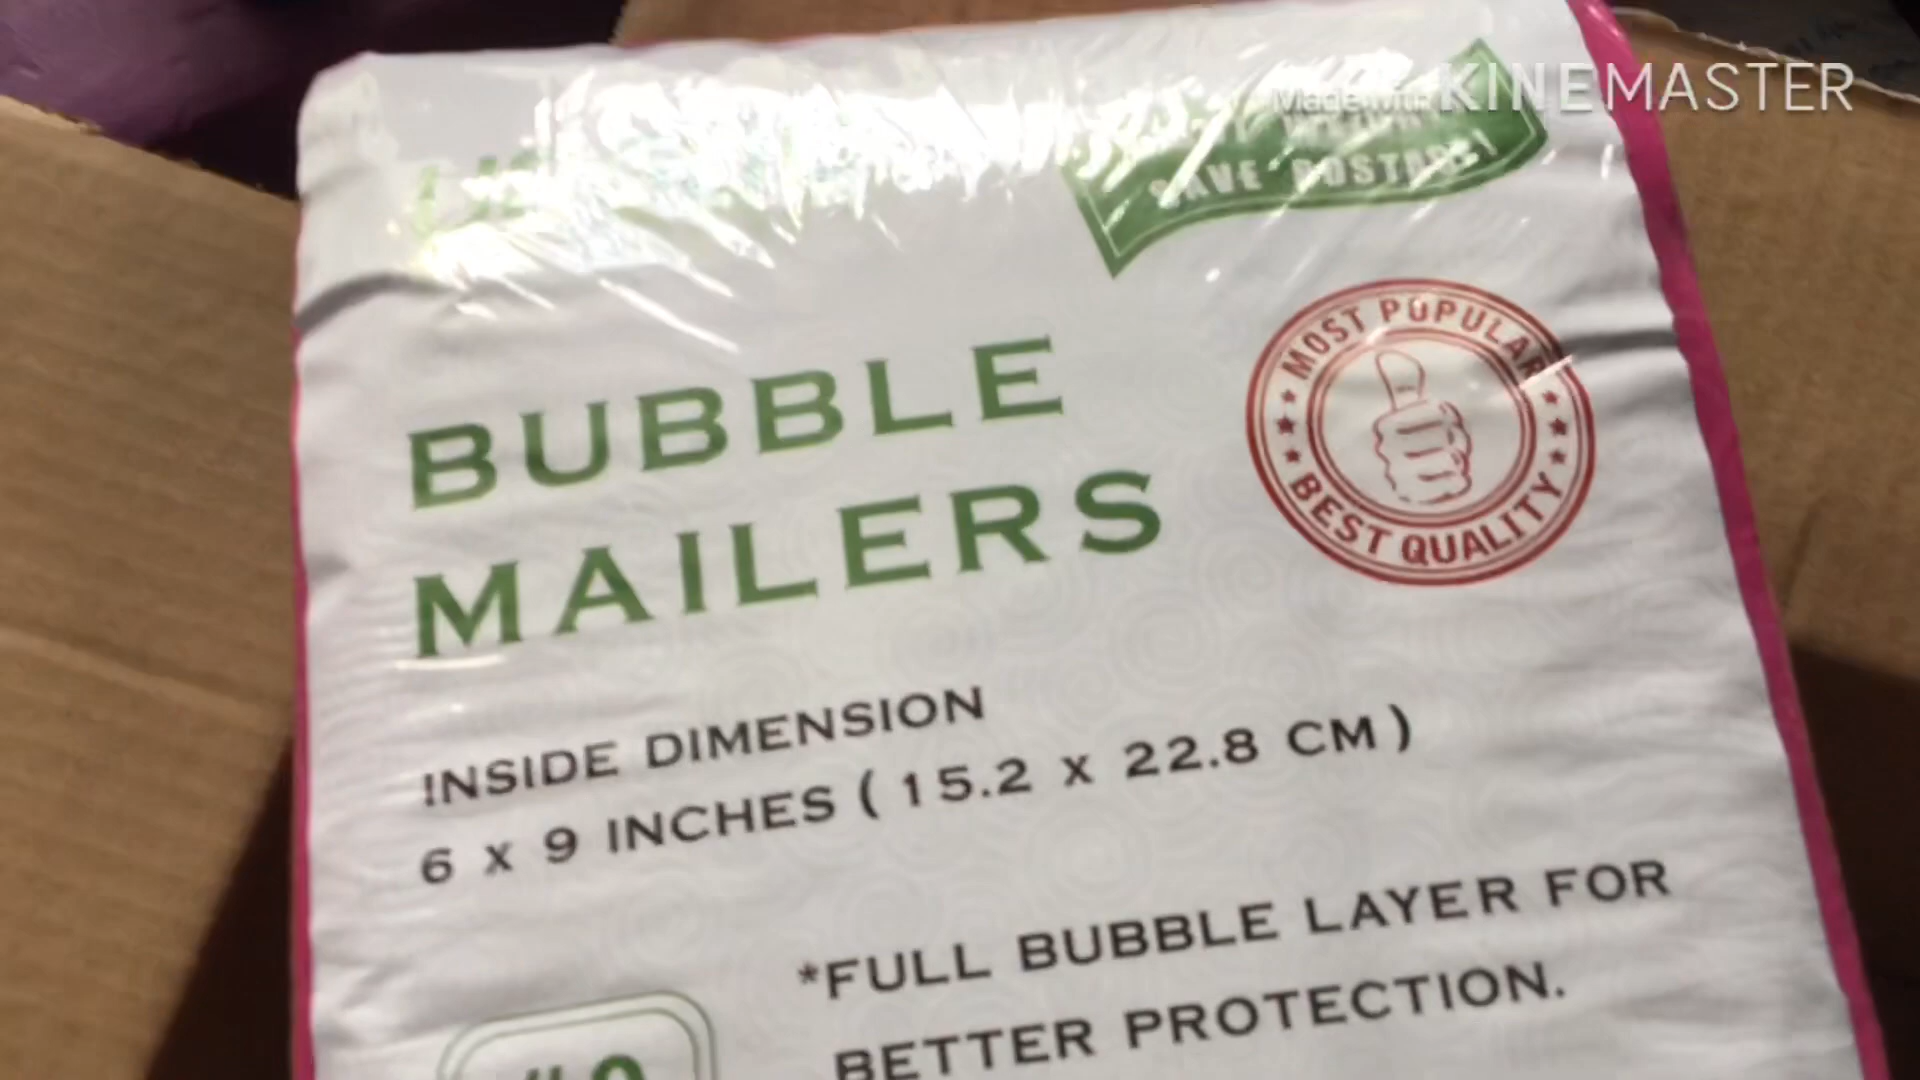 Made with KINEMASTER
SAVE POSTAGE!
BUBBLE
MAILERS
MOST POPULAR
BEST QUALITY
INSIDE DIMENSION
6 x 9 INCHES ( 15.2 x 22.8 CM )
*FULL BUBBLE LAYER FOR
BETTER PROTECTION.